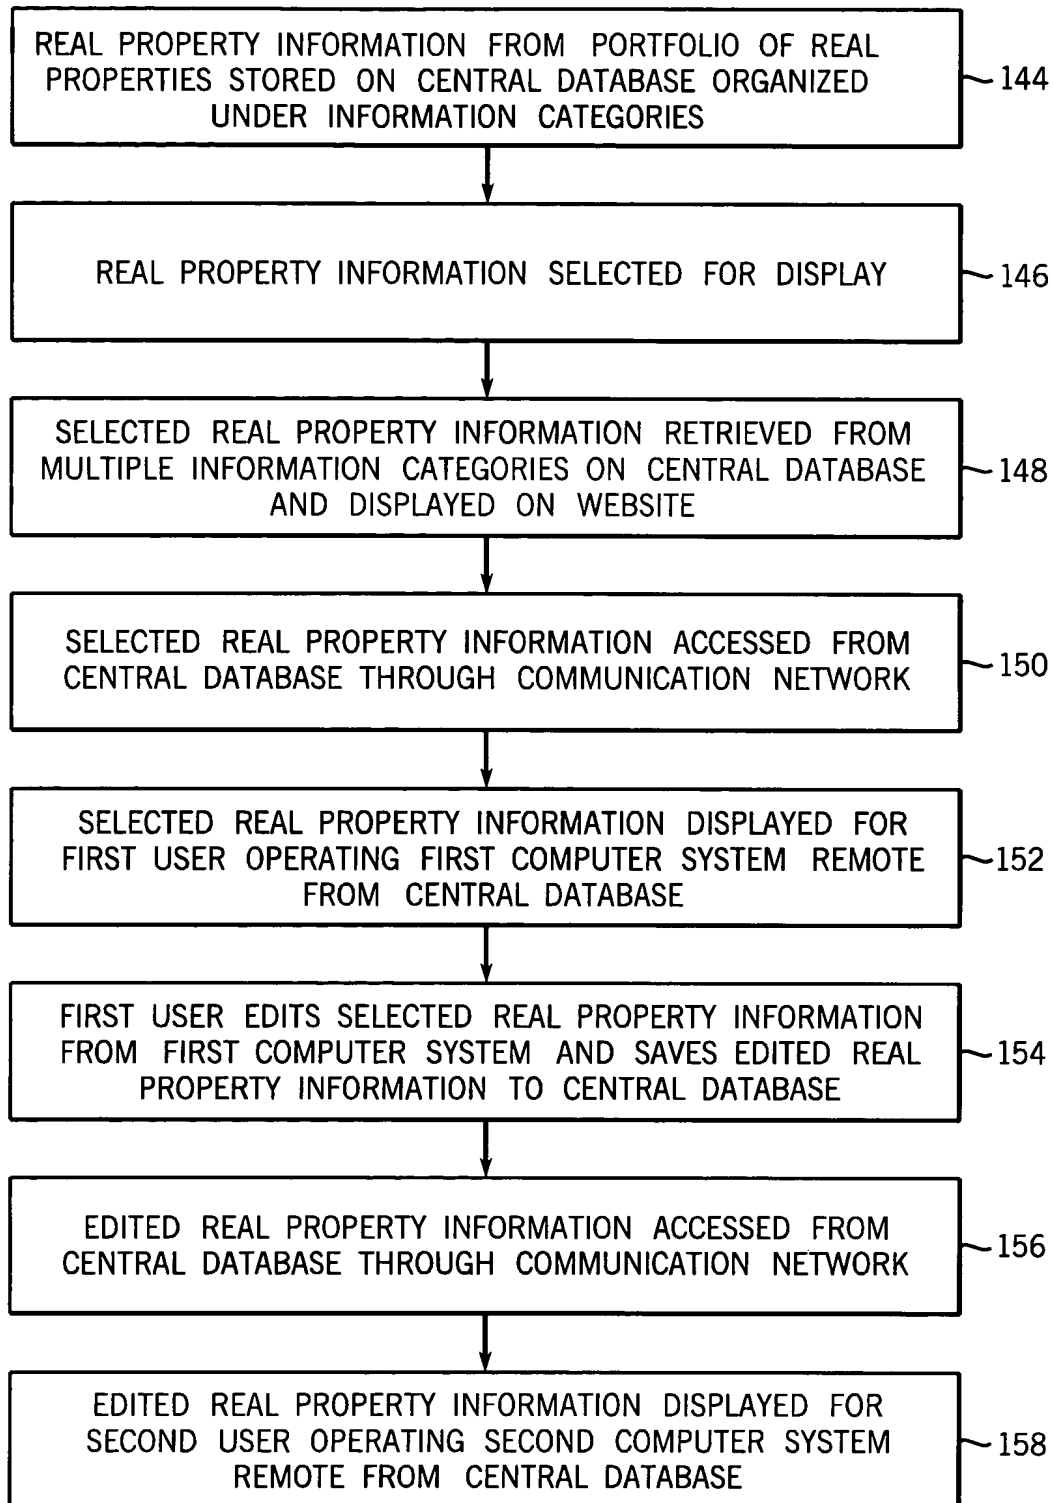 REAL PROPERTY INFORMATION FROM PORTFOLIO OF REAL
PROPERTIES STORED ON CENTRAL DATABASE ORGANIZED
UNDER INFORMATION CATEGORIES
144
REAL PROPERTY INFORMATION SELECTED FOR DISPLAY
146
SELECTED REAL PROPERTY INFORMATION RETRIEVED FROM
MULTIPLE INFORMATION CATEGORIES ON CENTRAL DATABASE
AND DISPLAYED ON WEBSITE
148
SELECTED REAL PROPERTY INFORMATION ACCESSED FROM
CENTRAL DATABASE THROUGH COMMUNICATION NETWORK
150
SELECTED REAL PROPERTY INFORMATION DISPLAYED FOR
FIRST USER OPERATING FIRST COMPUTER SYSTEM REMOTE
FROM CENTRAL DATABASE
152
FIRST USER EDITS SELECTED REAL PROPERTY INFORMATION
FROM FIRST COMPUTER SYSTEM AND SAVES EDITED REAL
PROPERTY INFORMATION TO CENTRAL DATABASE
154
EDITED REAL PROPERTY INFORMATION ACCESSED FROM
CENTRAL DATABASE THROUGH COMMUNICATION NETWORK
156
EDITED REAL PROPERTY INFORMATION DISPLAYED FOR
SECOND USER OPERATING SECOND COMPUTER SYSTEM
REMOTE FROM CENTRAL DATABASE
158